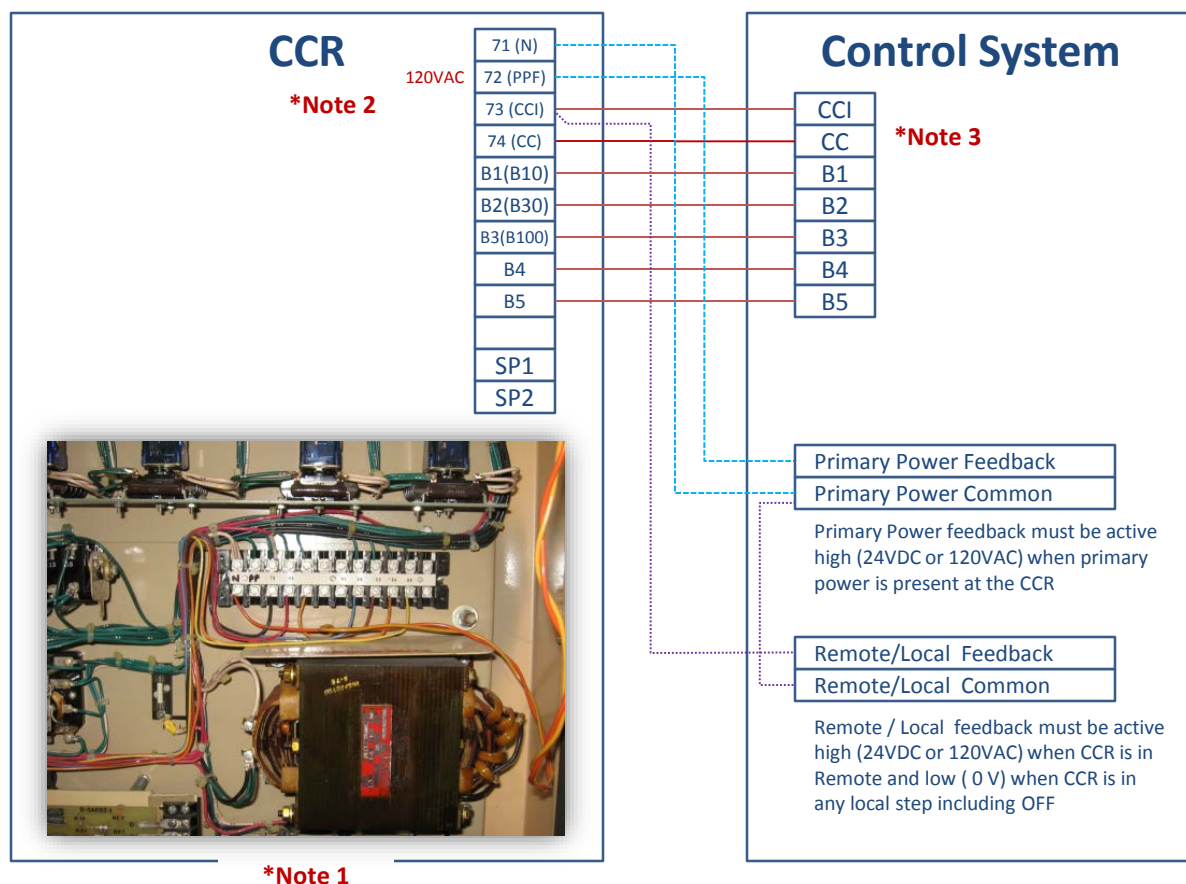 CCR
*Note 2
120VAC
71 (N)
72 (PPF)
73 (CCI)
74 (CC)
B1(B10)
B2(B30)
B3(B100)
B4
B5
SP1
SP2
*Note 1
Control System
*Note 3
CCI
CC
B1
B2
B3
B4
B5
Primary Power Feedback
Primary Power Common
Primary Power feedback must be active
high (24VDC or 120VAC) when primary
power is present at the CCR
Remote/Local Feedback
Remote/Local Common
Remote / Local feedback must be active
high (24VDC or 120VAC) when CCR is in
Remote and low ( 0 V) when CCR is in
any local step including OFF